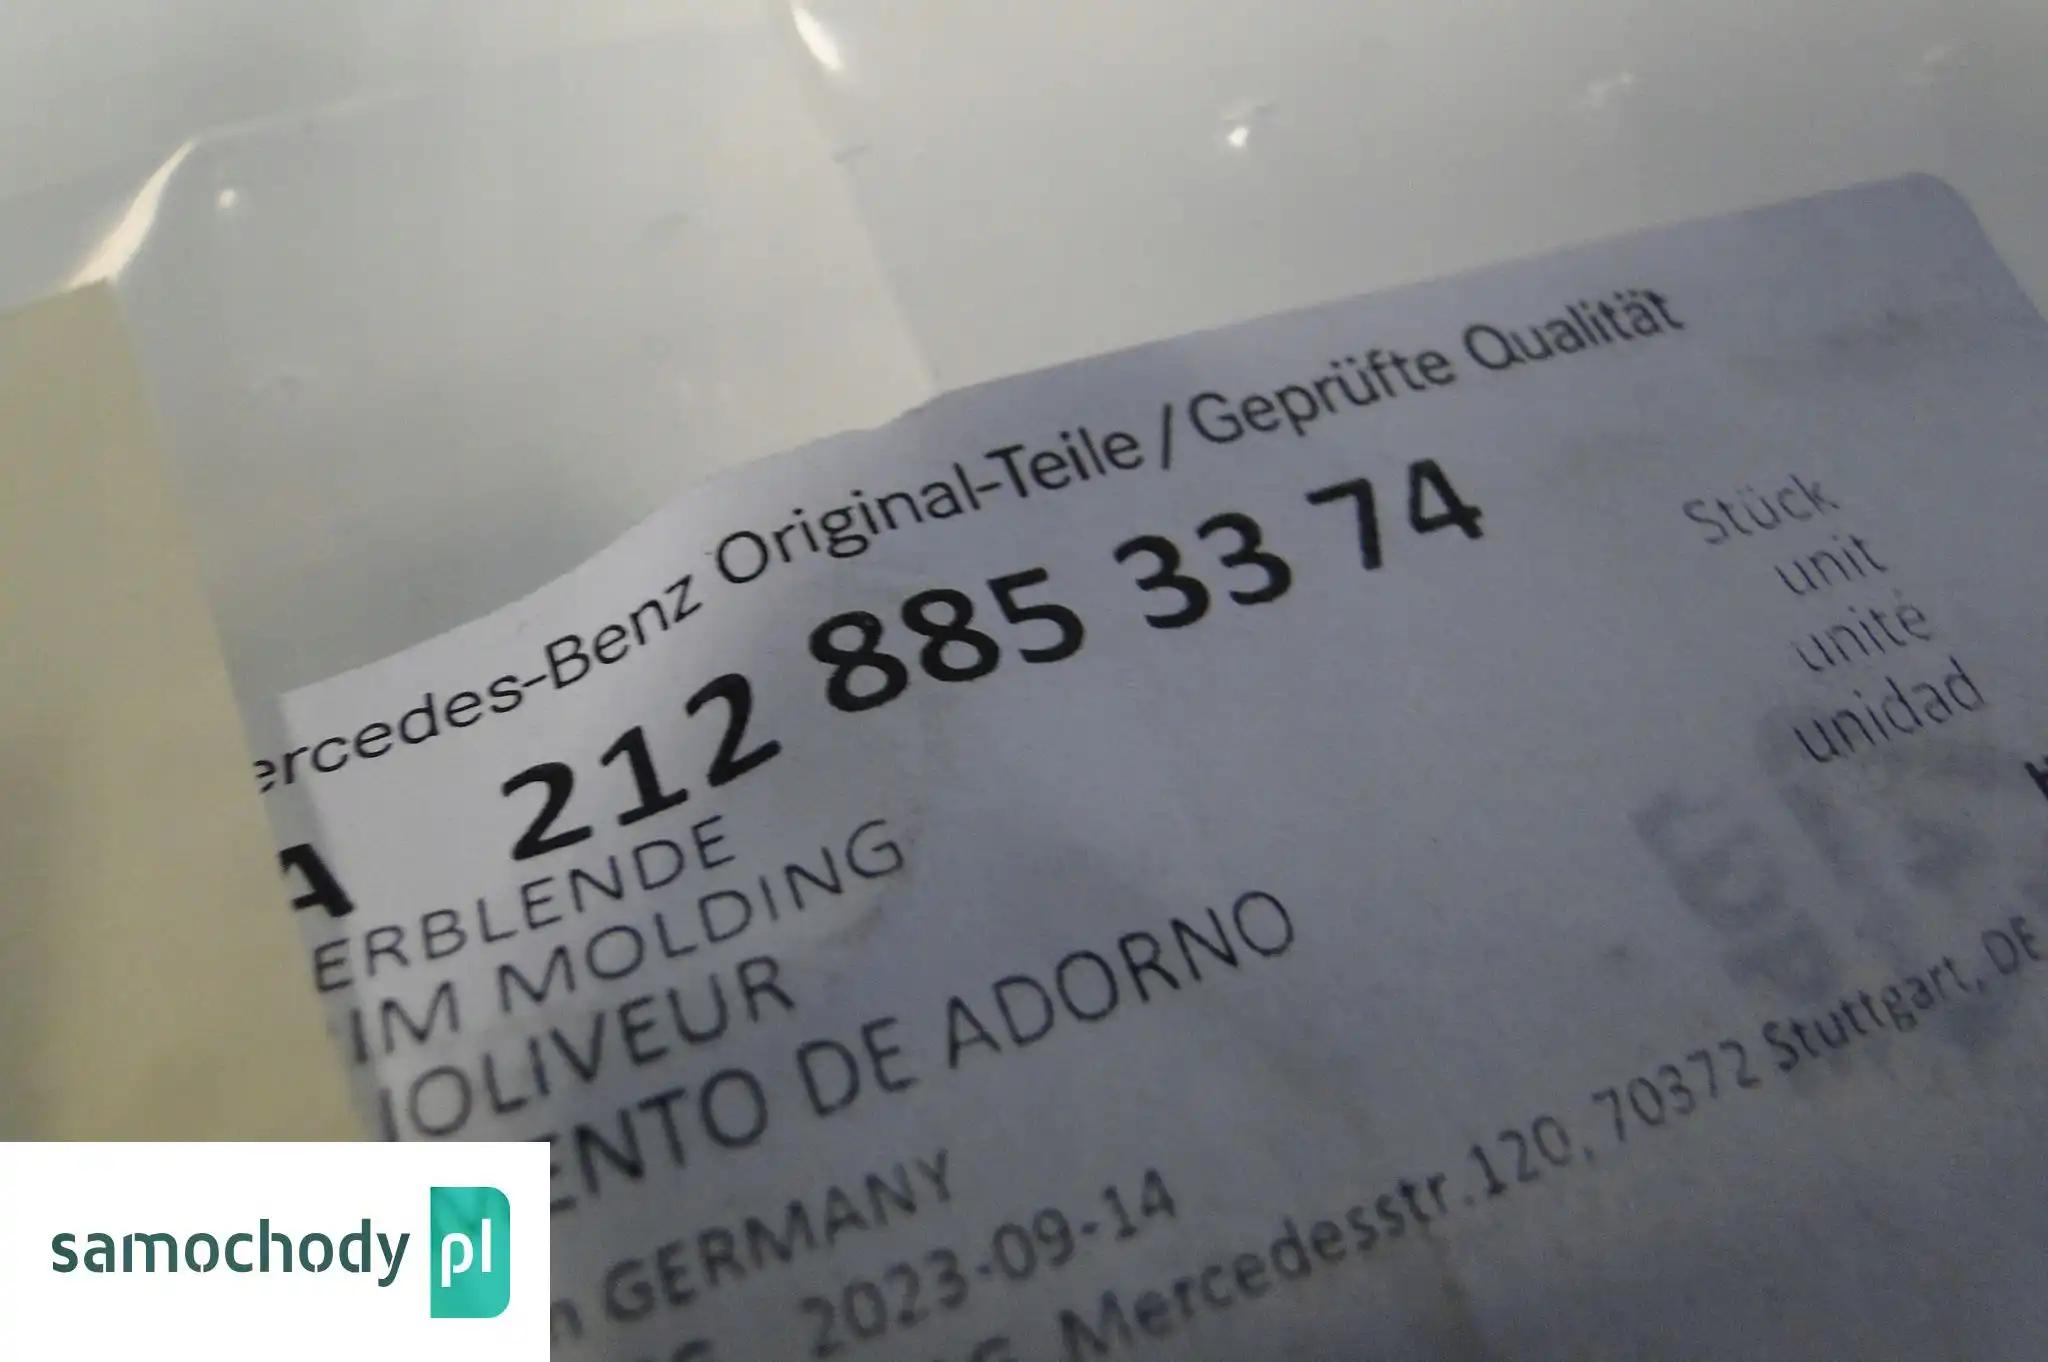 ercedes-Benz Original-Teile / Geprüfte Qualität
A 212 885 33 74
Stück
unit
unité
unidad
ERBLENDE
IM MOLDING
JOLIVEUR
ENTO DE ADORNO
n GERMANY
2023-09-14
Mercedesstr.120, 70372 Stuttgart, DE
samochody pl